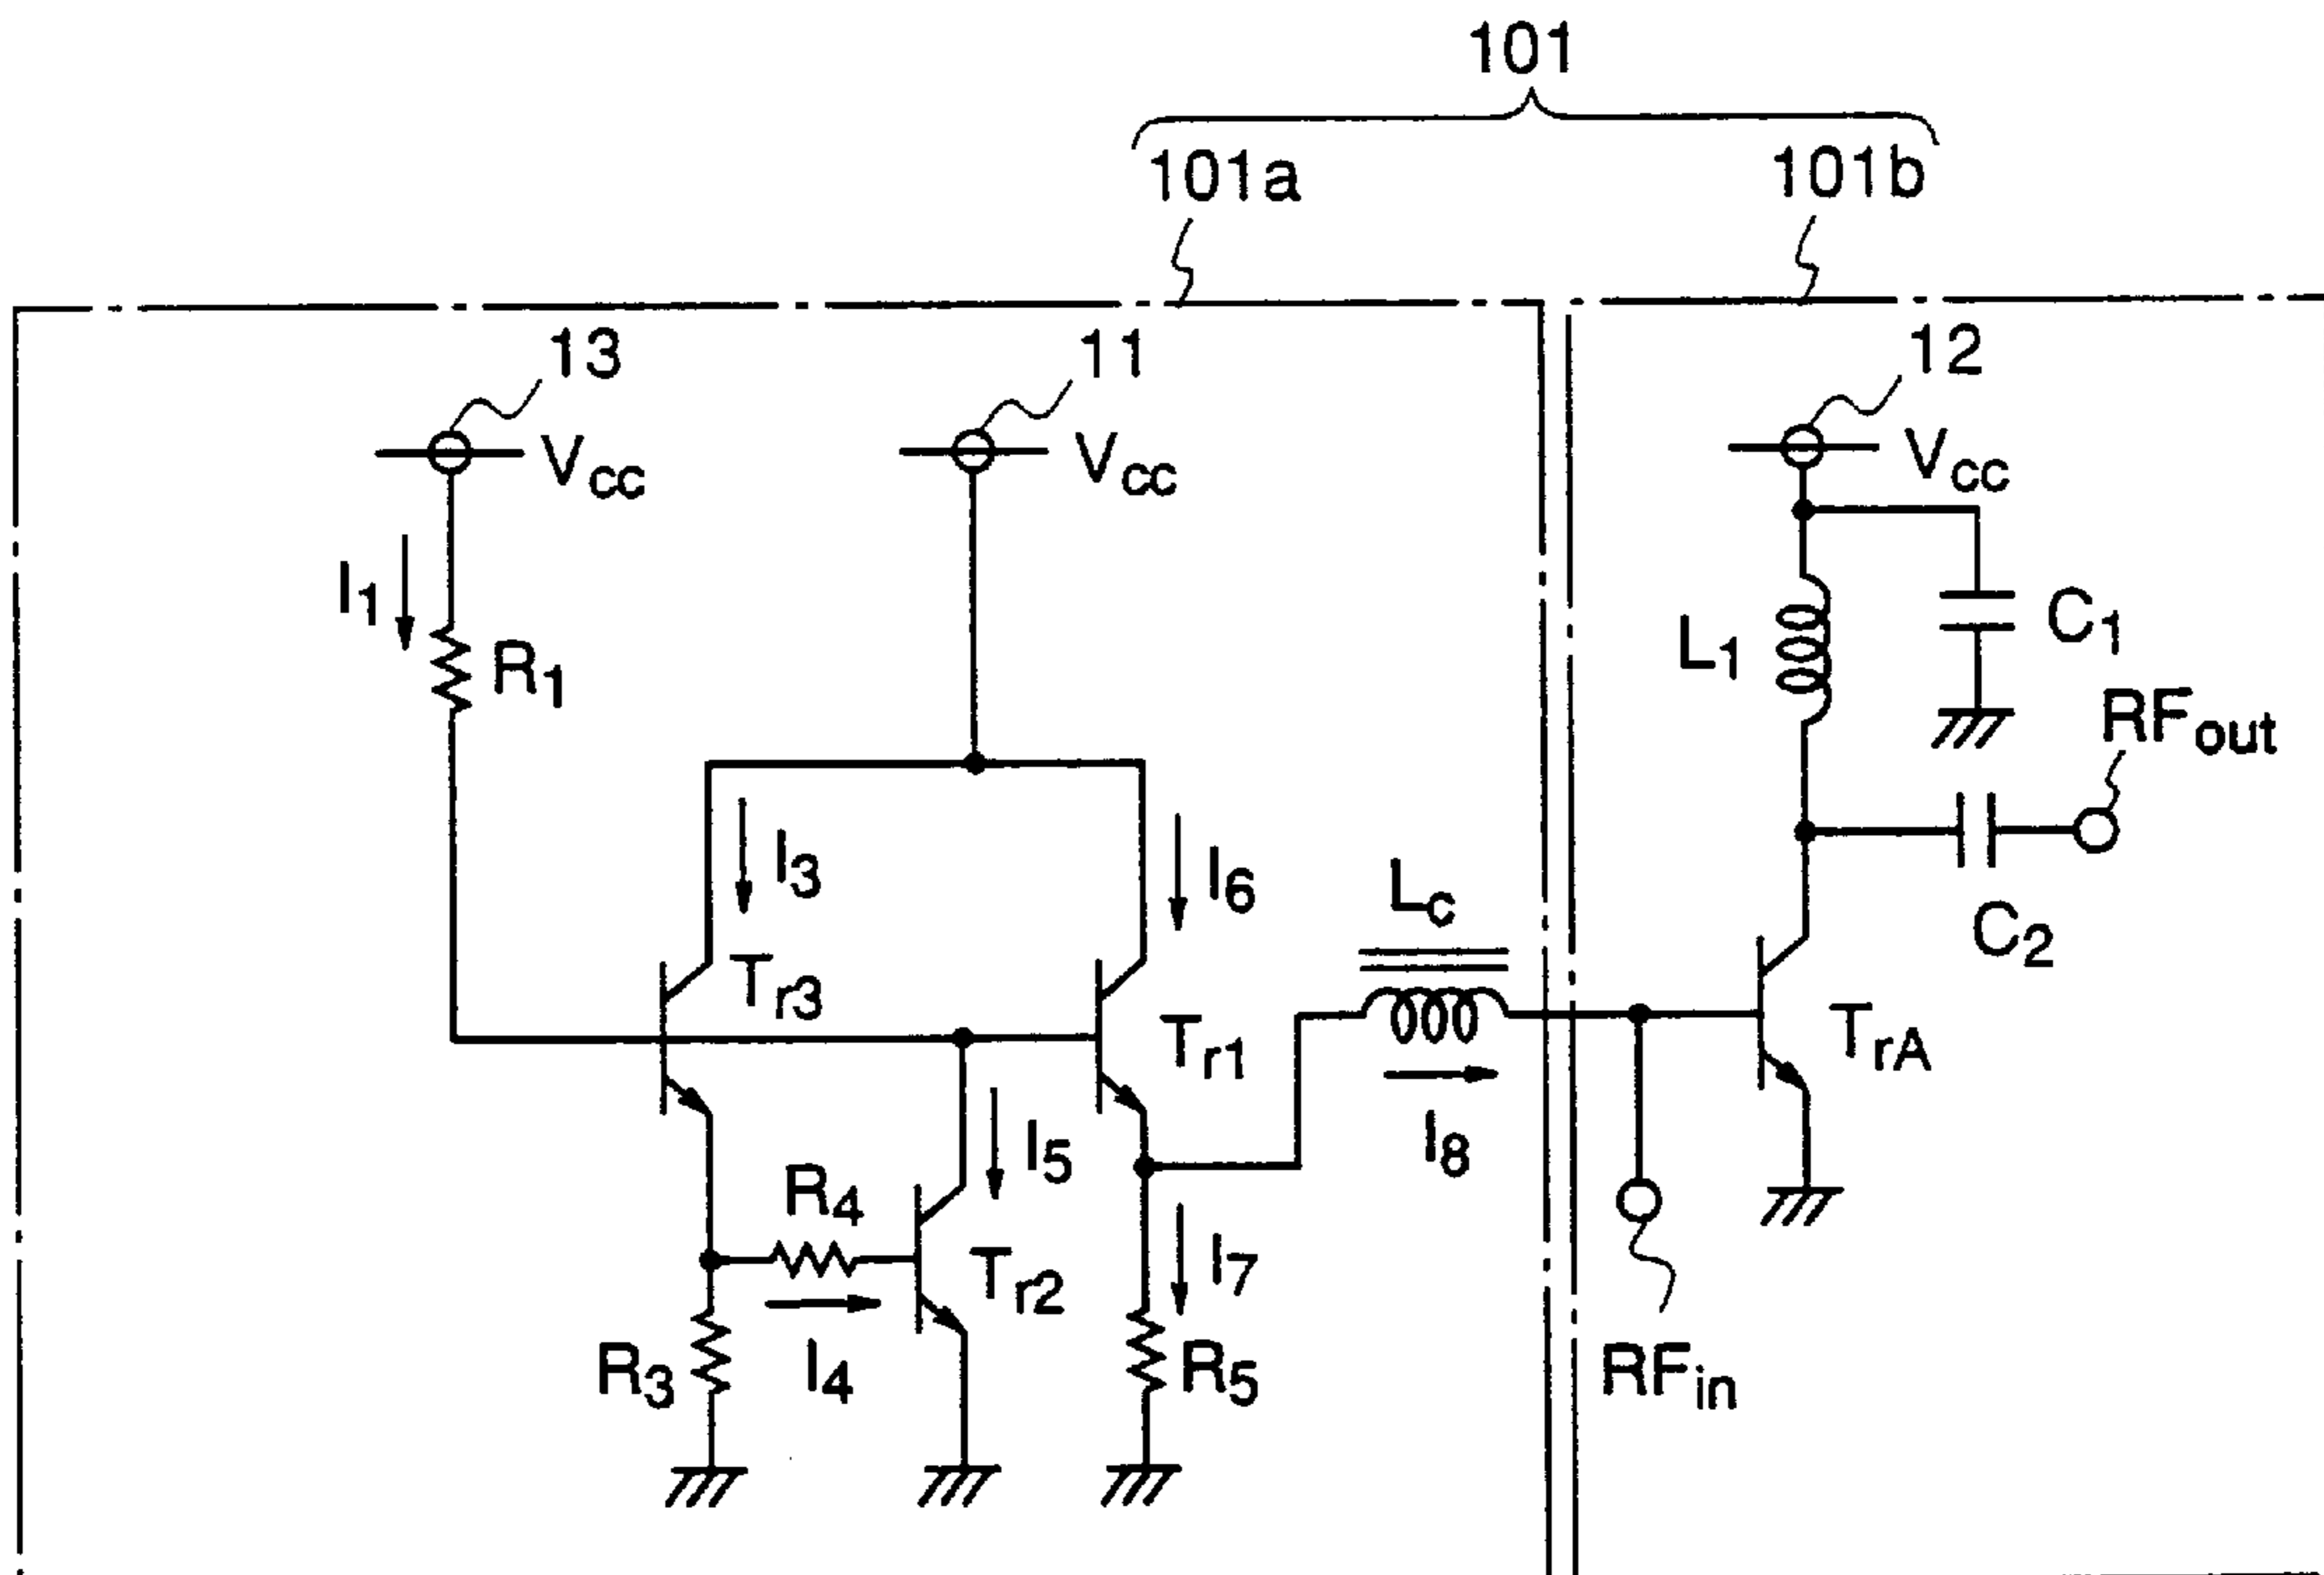 101
101a
101b
13
11
12
Vcc
Vcc
Vcc
I1
R1
L1
C1
RFout
I3
I6
Lc
C2
Tr3
Tr1
TrA
I5
I8
R4
Tr2
I7
R3
I4
R5
RFin